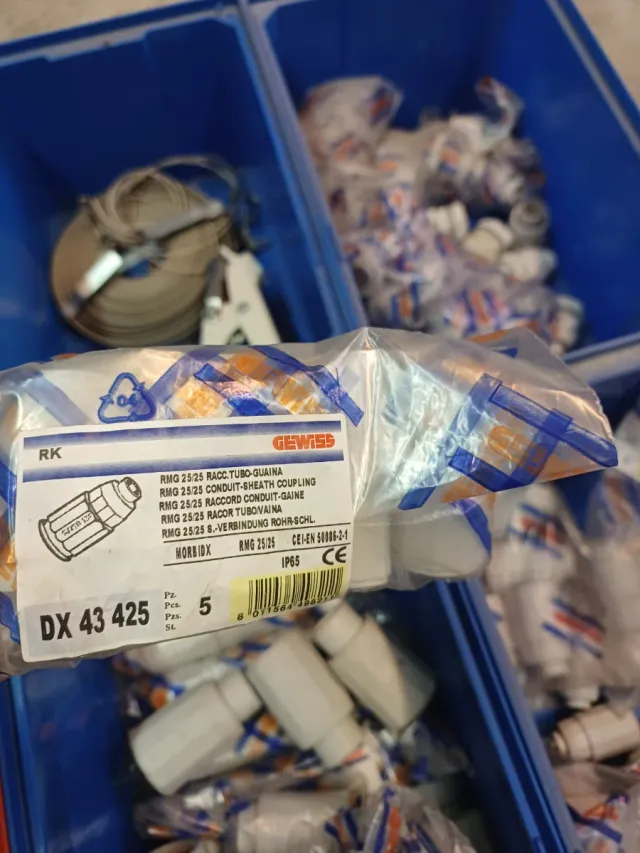 RK
GEWISS
RMG 25/25 RACC.TUBO-GUAINA
RMG 25/25 CONDUIT-SHEATH COUPLING
RMG 25/25 RACCORD CONDUIT-GAINE
RMG 25/25 RACOR TUBO/VAINA
RMG 25/25 S.-VERBINDUNG ROHR-SCHL.
MORBIDX RMG 25/25 CEI-EN 50086-2-1
IP65 CE
DX 43 425
Pz.
Pcs.
Pzs.
St.
5